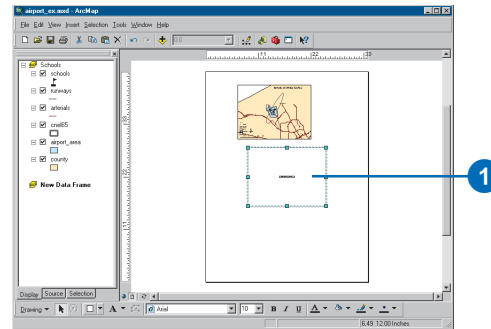 airport_ex.mxd - ArcMap
File Edit View Insert Selection Tools Window Help
Schools
schools
runways
arterials
cnel65
airport_area
county
New Data Frame
1
Display Source Selection
Drawing
A
Arial
10
B I U
A
6.49 12.00 Inches